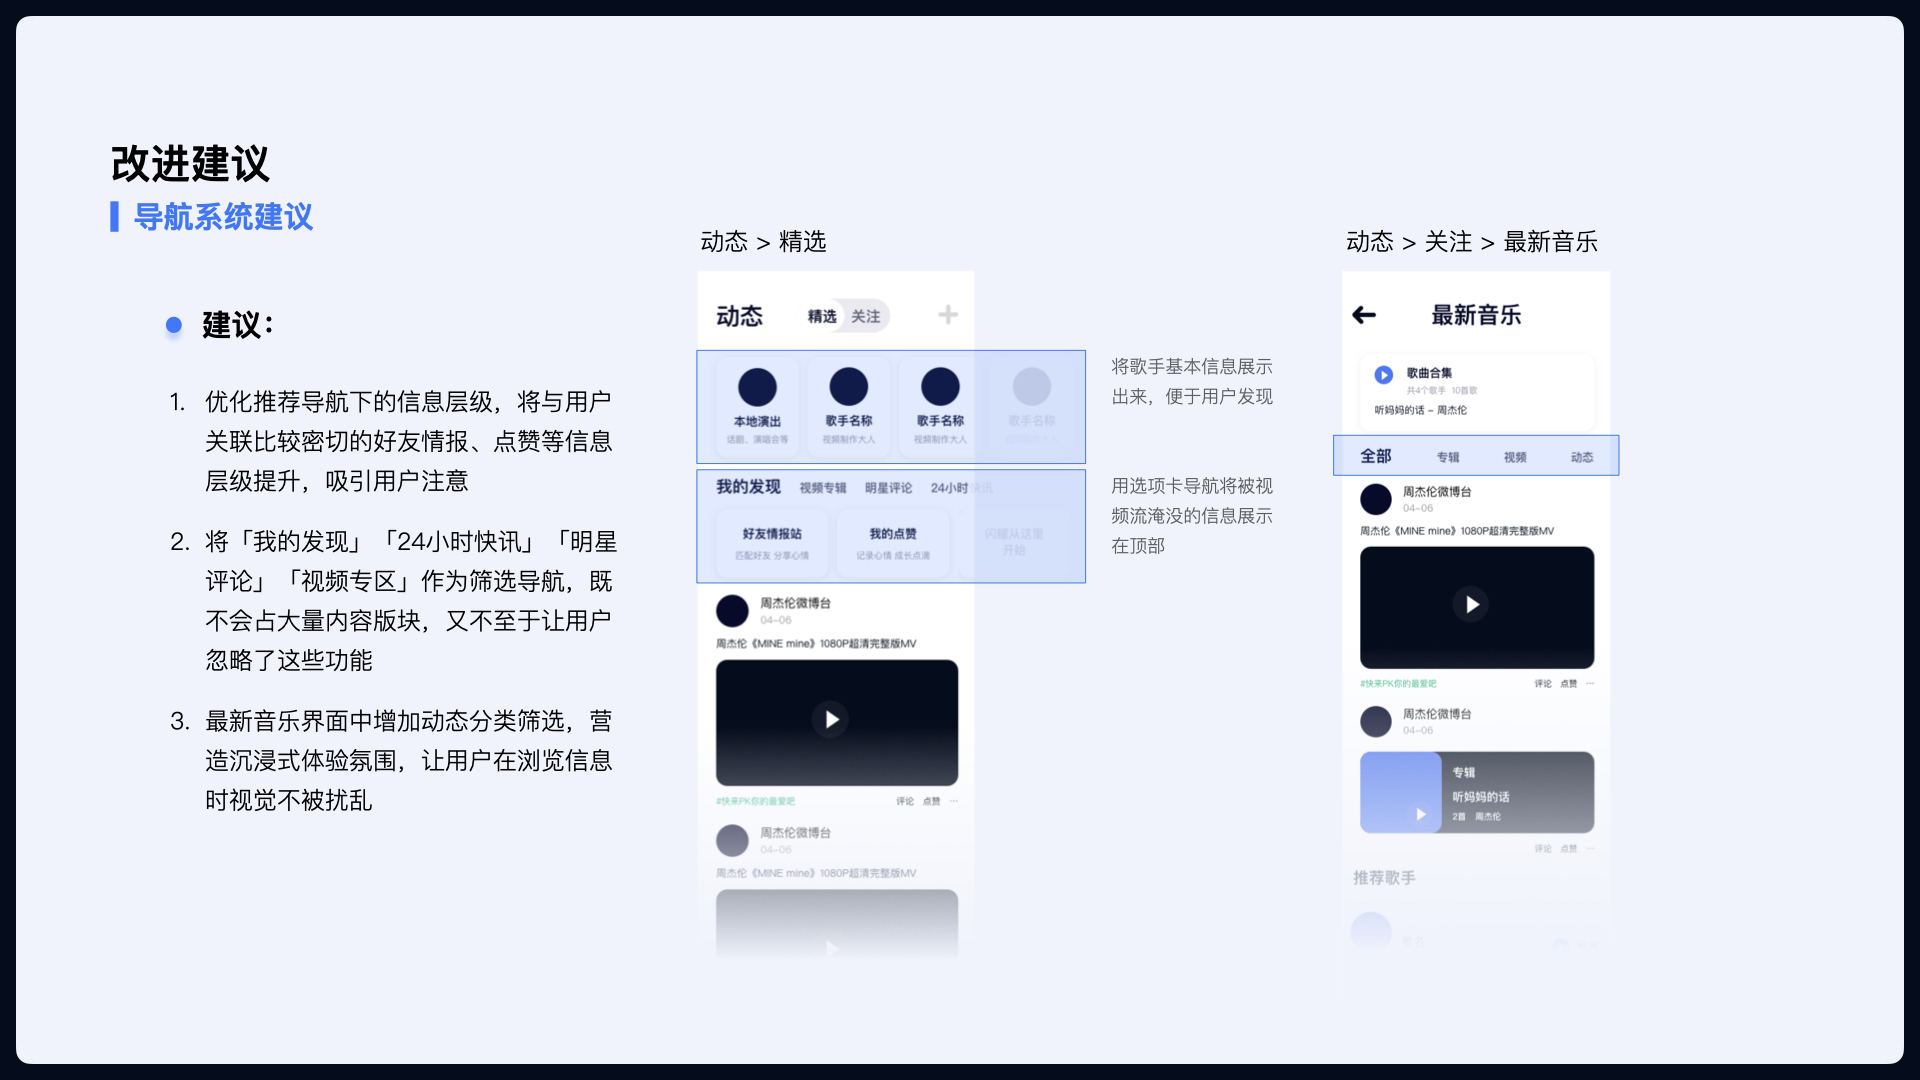 改进建议
导航系统建议
建议：
1. 优化推荐导航下的信息层级，将与用户
关联比较密切的好友情报、点赞等信息
层级提升，吸引用户注意
2. 将「我的发现」「24小时快讯」「明星
评论」「视频专区」作为筛选导航，既
不会占大量内容版块，又不至于让用户
忽略了这些功能
3. 最新音乐界面中增加动态分类筛选，营
造沉浸式体验氛围，让用户在浏览信息
时视觉不被扰乱
动态 > 精选
动态 精选 关注
本地演出 歌手名称 歌手名称 歌手名称
话剧、演唱会等 视频制作大人 视频制作大人
我的发现 视频专辑 明星评论 24小时快讯
好友情报站 我的点赞 闪耀从这里
开始
匹配好友 分享心情 记录心情 成长点滴
周杰伦微博台
04-06
周杰伦《MINE mine》1080P超清完整版MV
#快来PK你的最爱吧 评论 点赞 ···
周杰伦微博台
04-06
周杰伦《MINE mine》1080P超清完整版MV
将歌手基本信息展示
出来，便于用户发现
用选项卡导航将被视
频流淹没的信息展示
在顶部
动态 > 关注 > 最新音乐
最新音乐
歌曲合集
共4个歌手 10首歌
听妈妈的话 – 周杰伦
全部 专辑 视频 动态
周杰伦微博台
04-06
周杰伦《MINE mine》1080P超清完整版MV
#快来PK你的最爱吧 评论 点赞 ···
周杰伦微博台
04-06
专辑
听妈妈的话
2首 周杰伦
评论 点赞 ···
推荐歌手